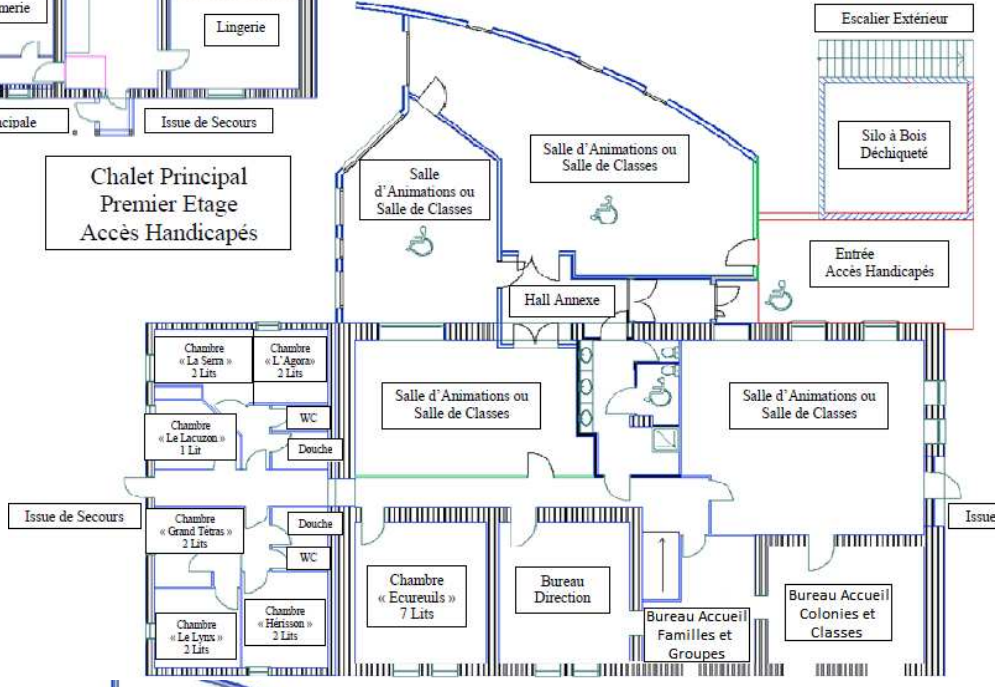 merie
Lingerie
Escalier Extérieur
cipale
Issue de Secours
Silo à Bois
Déchiqueté
Chalet Principal
Premier Etage
Accès Handicapés
Salle
d'Animations ou
Salle de Classes
Salle d'Animations ou
Salle de Classes
Entrée
Accès Handicapés
Hall Annexe
Chambre
« La Serra »
2 Lits
Chambre
« L'Agora»
2 Lits
Chambre
« Le Lacuzon »
1 Lit
WC
Douche
Salle d'Animations ou
Salle de Classes
Salle d'Animations ou
Salle de Classes
Issue de Secours
Chambre
« Grand Tétras »
2 Lits
Douche
WC
Issue
Chambre
« Ecureuils »
7 Lits
Bureau
Direction
Bureau Accueil
Familles et
Groupes
Bureau Accueil
Colonies et
Classes
Chambre
« Le Lynx »
2 Lits
Chambre
« Hérisson »
2 Lits